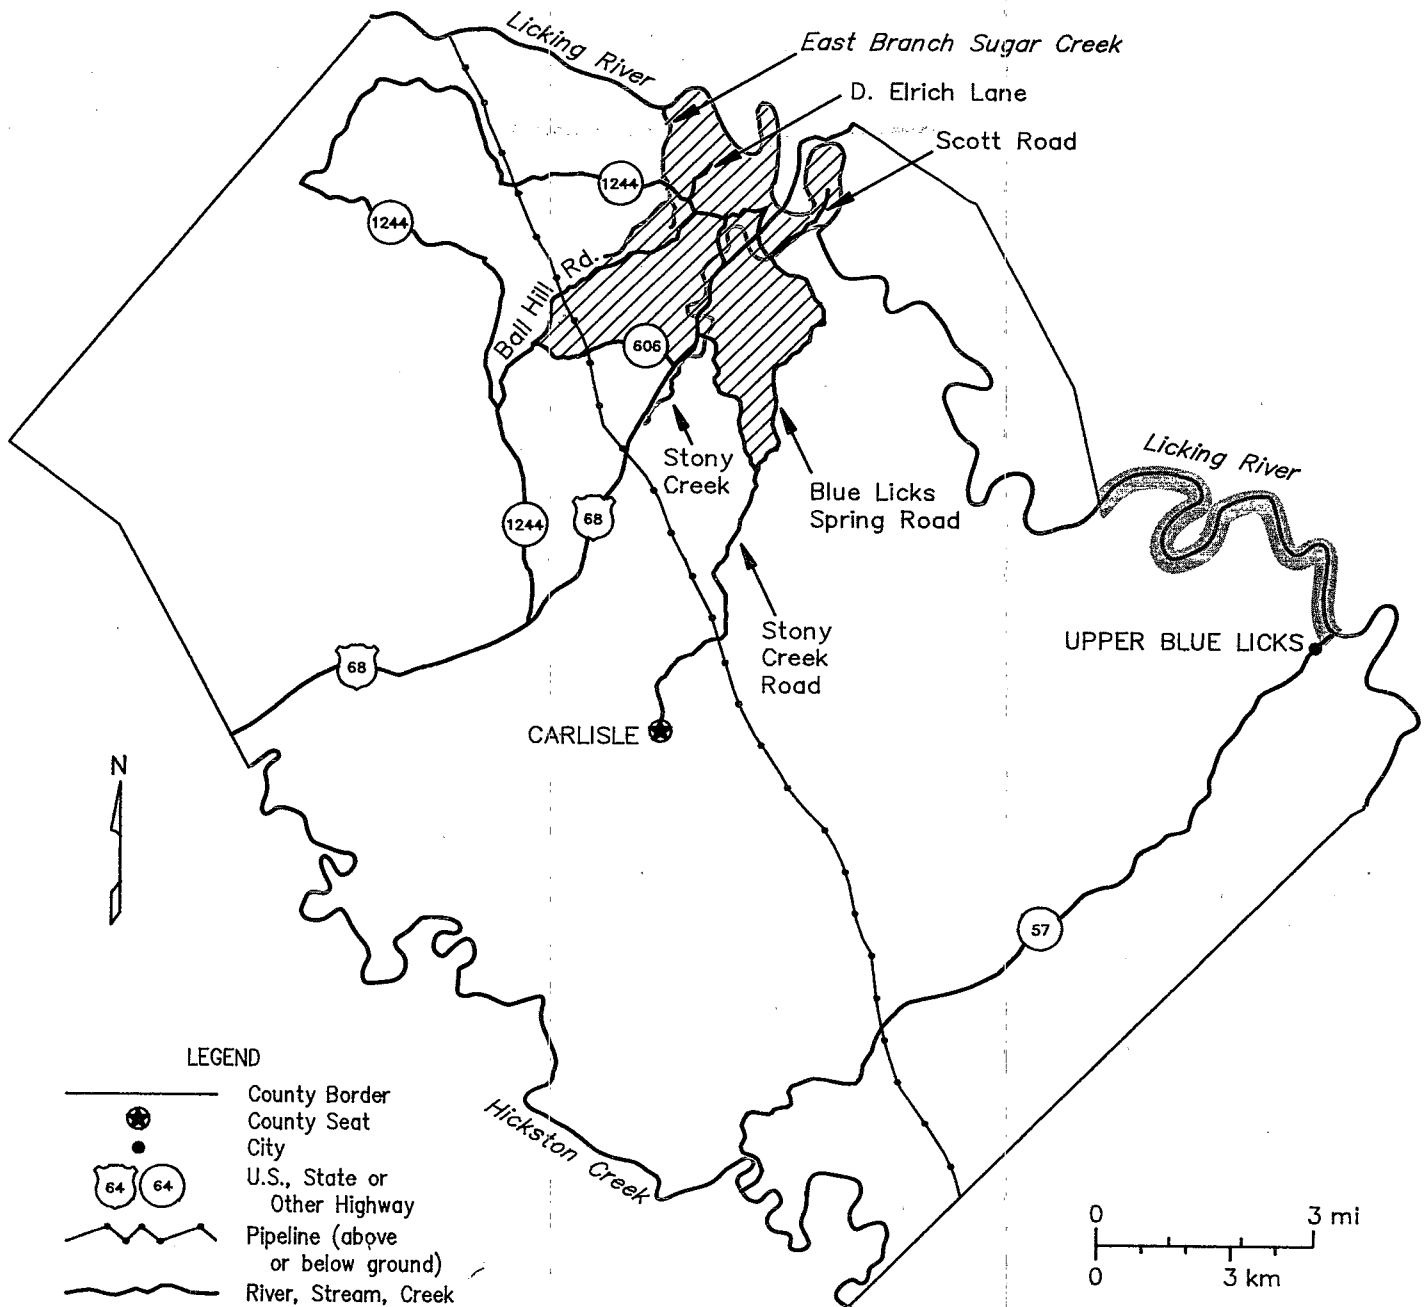 Licking River
East Branch Sugar Creek
D. Elrich Lane
Scott Road
1244
1244
Ball Hill Rd.
606
Stony
Creek
Licking River
Blue Licks
Spring Road
1244
68
Stony
Creek
Road
UPPER BLUE LICKS
68
CARLISLE
N
57
LEGEND
County Border
County Seat
City
64 64
U.S., State or
Other Highway
Pipeline (above
or below ground)
River, Stream, Creek
Hickston Creek
0 3 mi
0 3 km